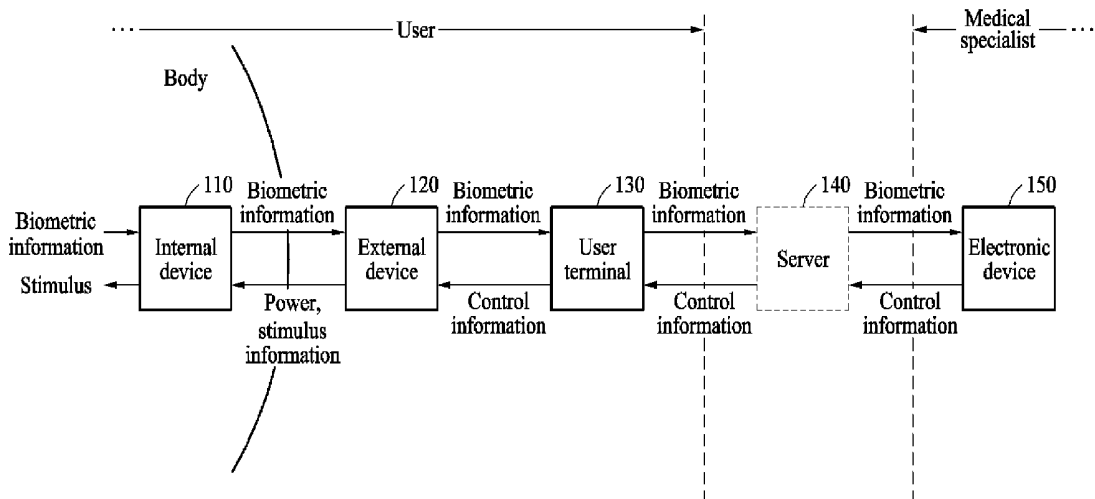 ... User
Medical
specialist ...
Body
110
Biometric
information
120
Biometric
information
130
Biometric
information
140
Biometric
information
150
Biometric
information
Stimulus
Internal
device
External
device
User
terminal
Server
Electronic
device
Power,
stimulus
information
Control
information
Control
information
Control
information